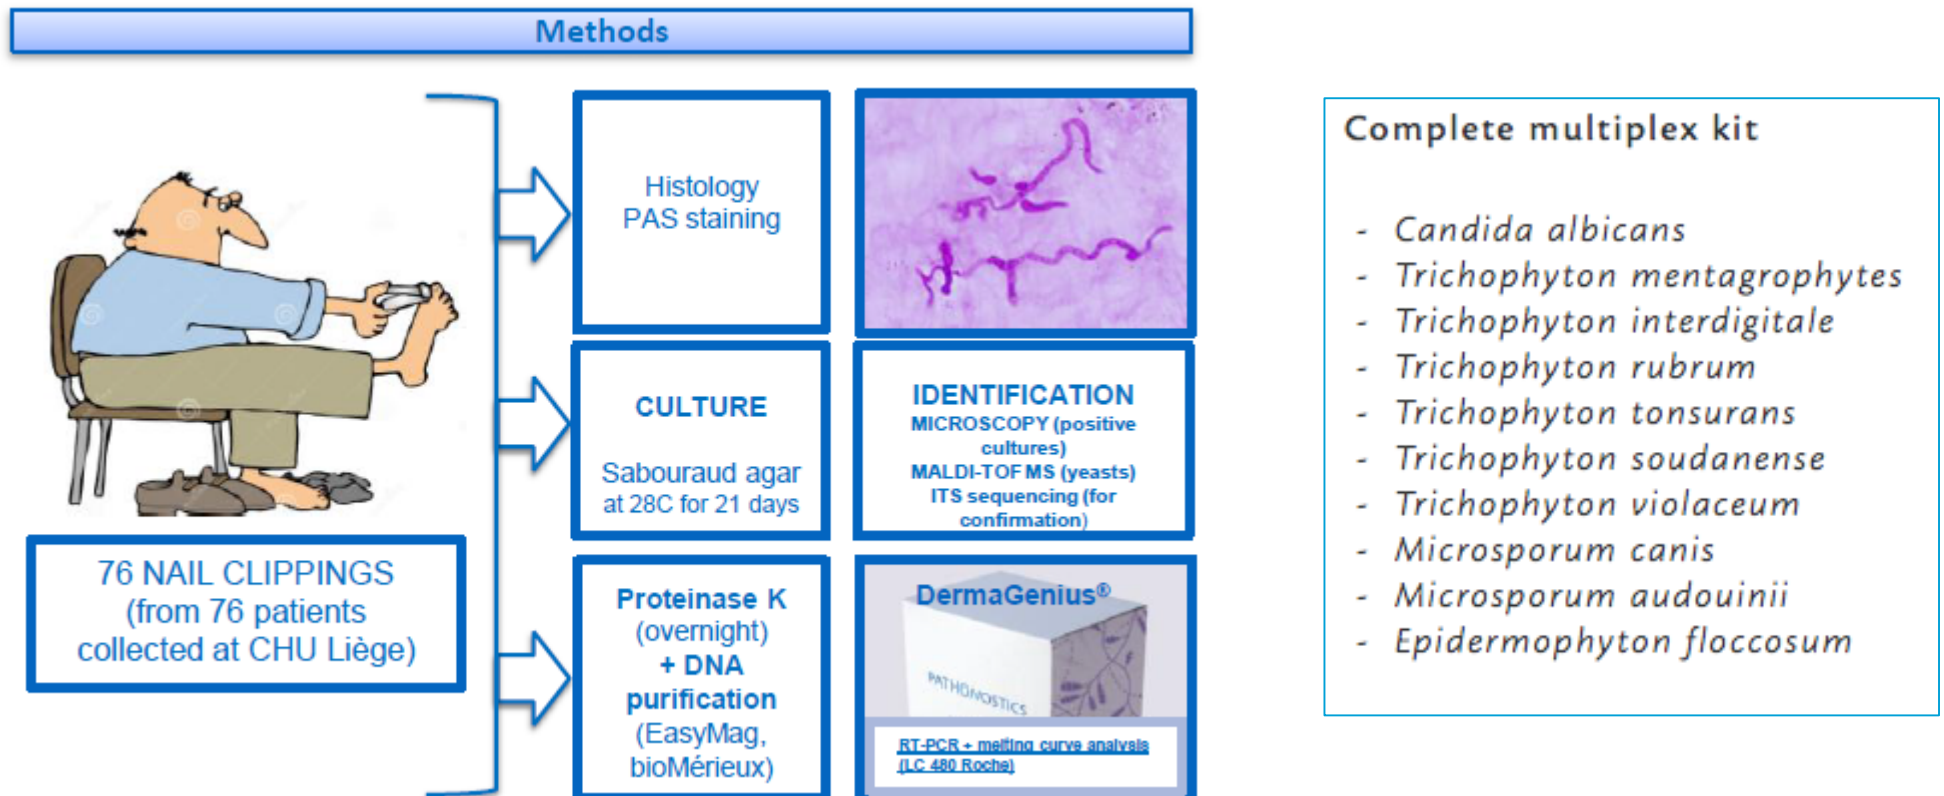 Methods
Histology
PAS staining
CULTURE
Sabouraud agar
at 28C for 21 days
IDENTIFICATION
MICROSCOPY (positive
cultures)
MALDI-TOF MS (yeasts)
ITS sequencing (for
confirmation)
76 NAIL CLIPPINGS
(from 76 patients
collected at CHU Liège)
Proteinase K
(overnight)
+ DNA
purification
(EasyMag,
bioMérieux)
DermaGenius®
PATHONOSTICS
RT-PCR + melting curve analysis
(LC 480 Roche)
Complete multiplex kit
- Candida albicans
- Trichophyton mentagrophytes
- Trichophyton interdigitale
- Trichophyton rubrum
- Trichophyton tonsurans
- Trichophyton soudanense
- Trichophyton violaceum
- Microsporum canis
- Microsporum audouinii
- Epidermophyton floccosum